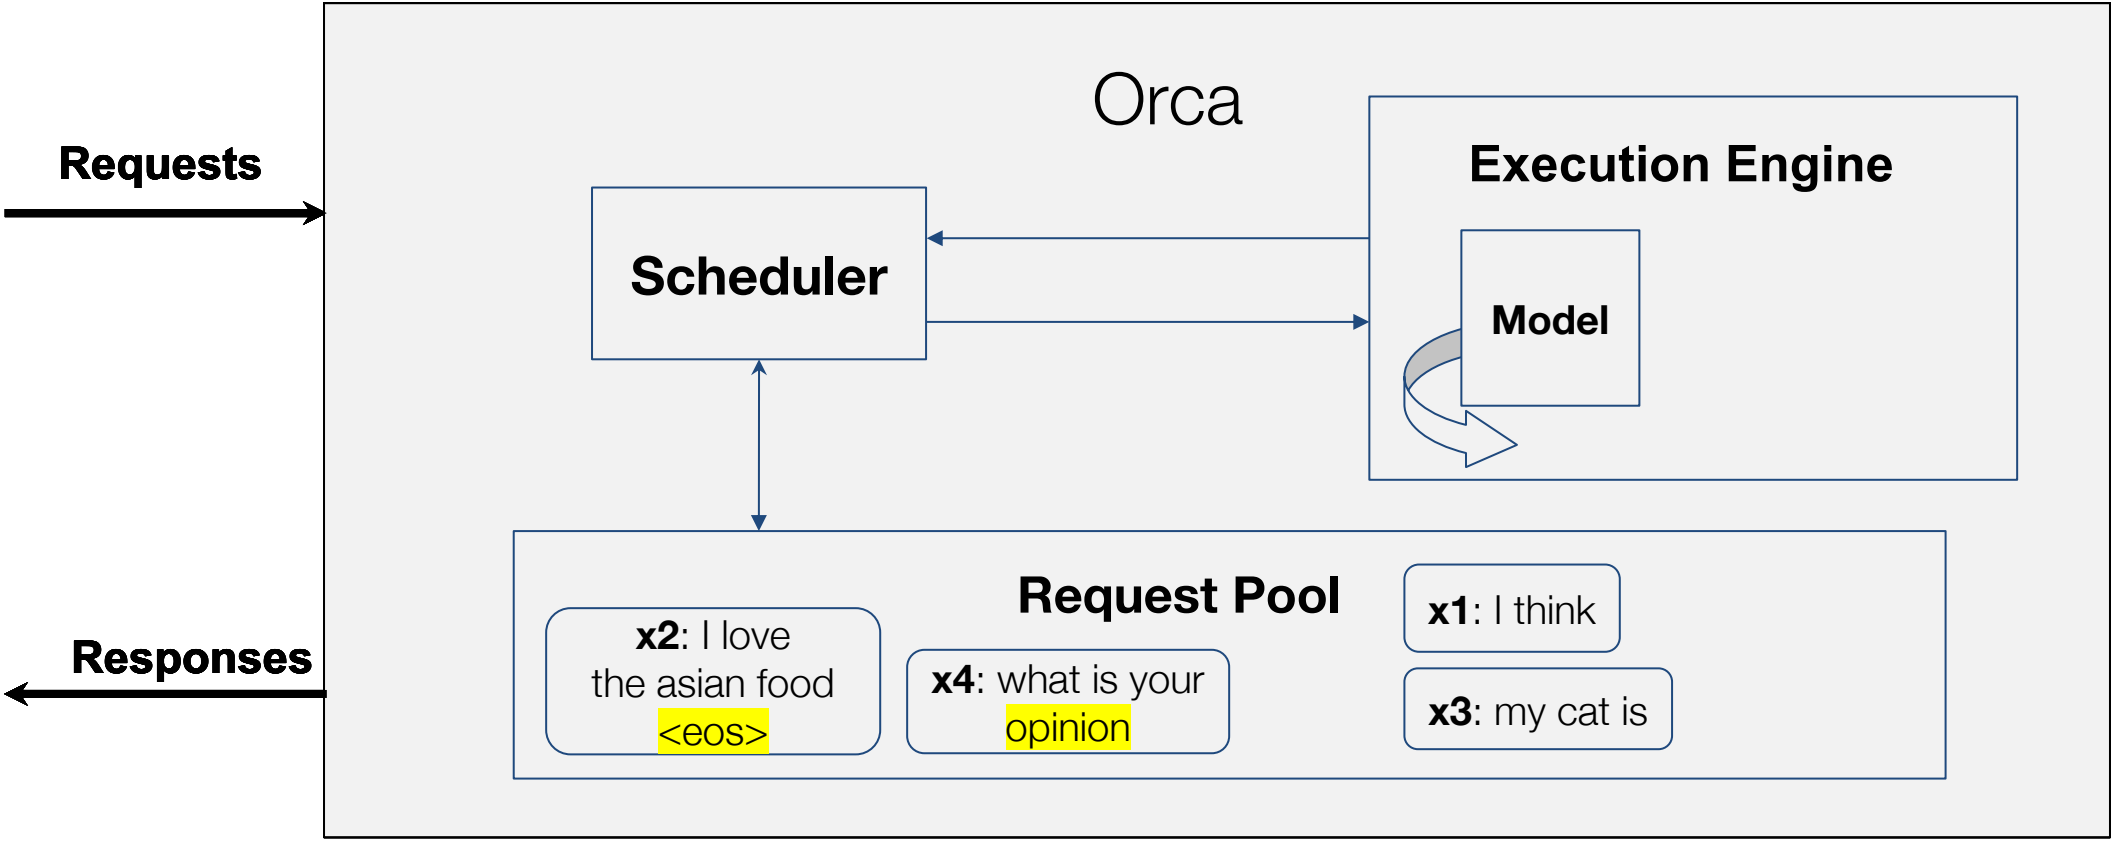 Orca
Requests
Execution Engine
Scheduler
Model
Request Pool
x1: I think
x2: I love
the asian food
<eos>
x4: what is your
opinion
x3: my cat is
Responses